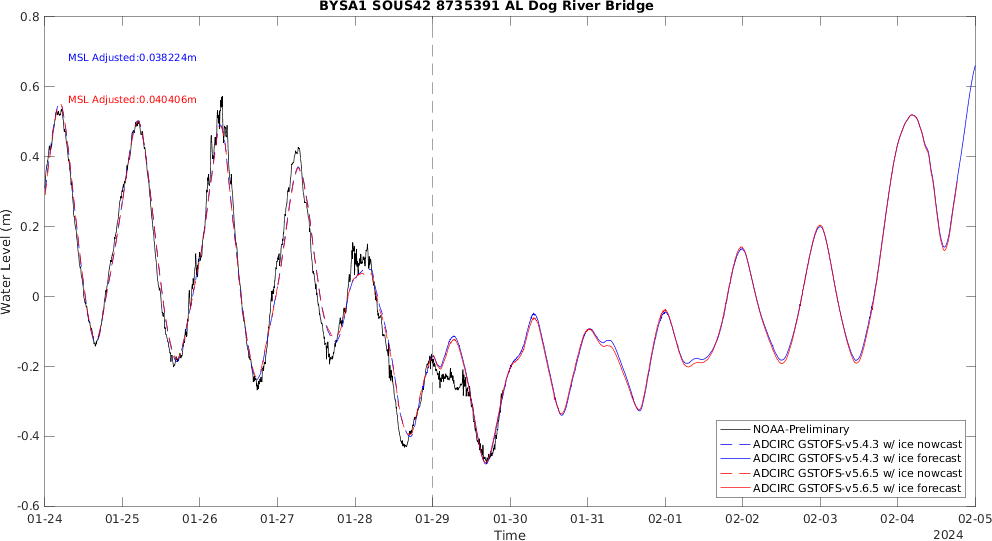 BYSA1 SOUS42 8735391 AL Dog River Bridge
0.8
MSL Adjusted:0.038224m
0.6
MSL Adjusted:0.040406m
0.4
0.2
0
-0.2
-0.4
-0.6
Water Level (m)
NOAA-Preliminary
ADCIRC GSTOFS-v5.4.3 w/ ice nowcast
ADCIRC GSTOFS-v5.4.3 w/ ice forecast
ADCIRC GSTOFS-v5.6.5 w/ ice nowcast
ADCIRC GSTOFS-v5.6.5 w/ ice forecast
01-24 01-25 01-26 01-27 01-28 01-29 01-30 01-31 02-01 02-02 02-03 02-04 02-05
Time
2024